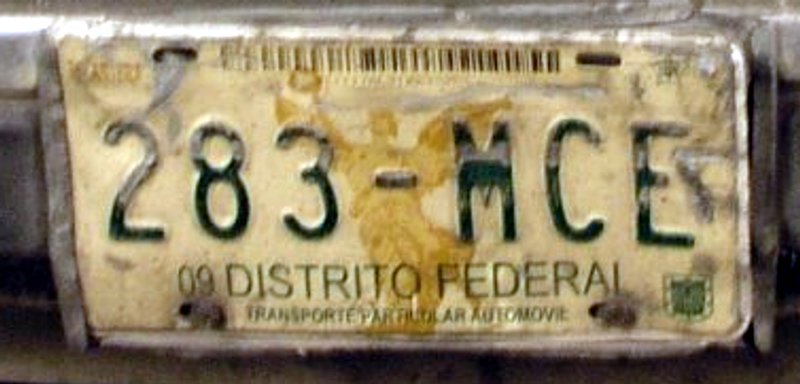 283-MCE
09 DISTRITO FEDERAL
TRANSPORTE PARTICULAR AUTOMOVIL